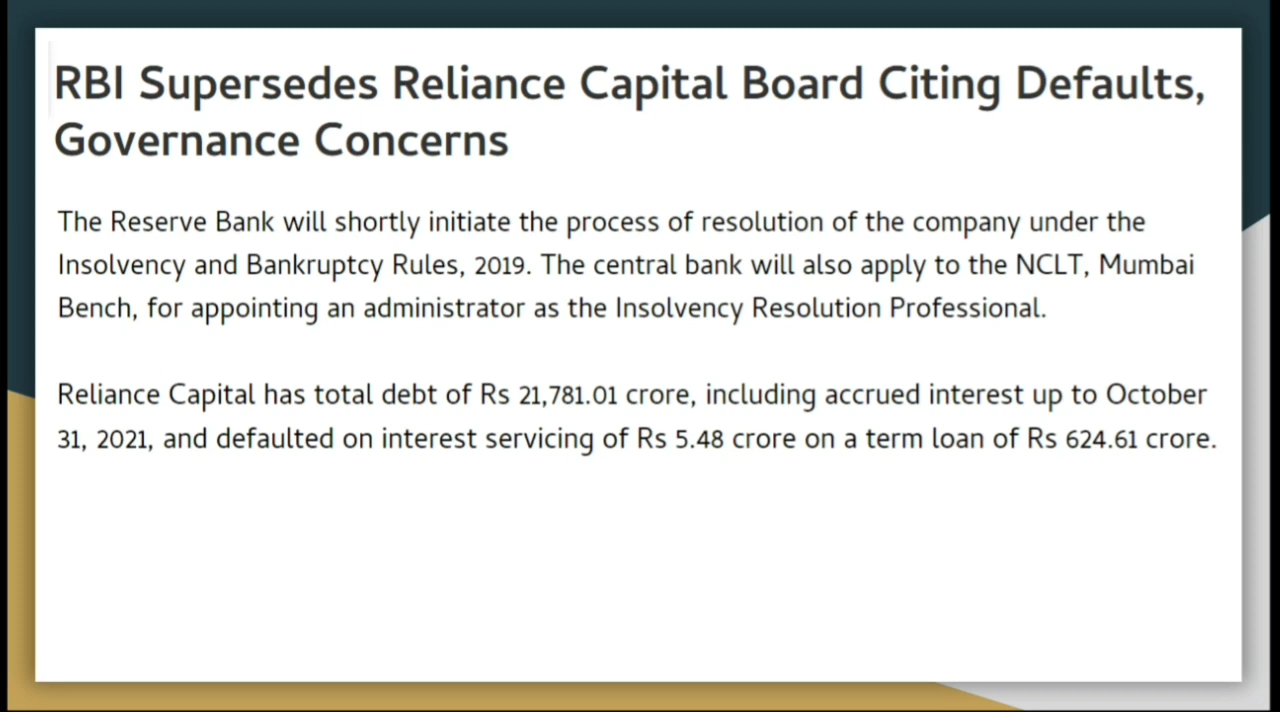 RBI Supersedes Reliance Capital Board Citing Defaults,
Governance Concerns
The Reserve Bank will shortly initiate the process of resolution of the company under the
Insolvency and Bankruptcy Rules, 2019. The central bank will also apply to the NCLT, Mumbai
Bench, for appointing an administrator as the Insolvency Resolution Professional.
Reliance Capital has total debt of Rs 21,781.01 crore, including accrued interest up to October
31, 2021, and defaulted on interest servicing of Rs 5.48 crore on a term loan of Rs 624.61 crore.